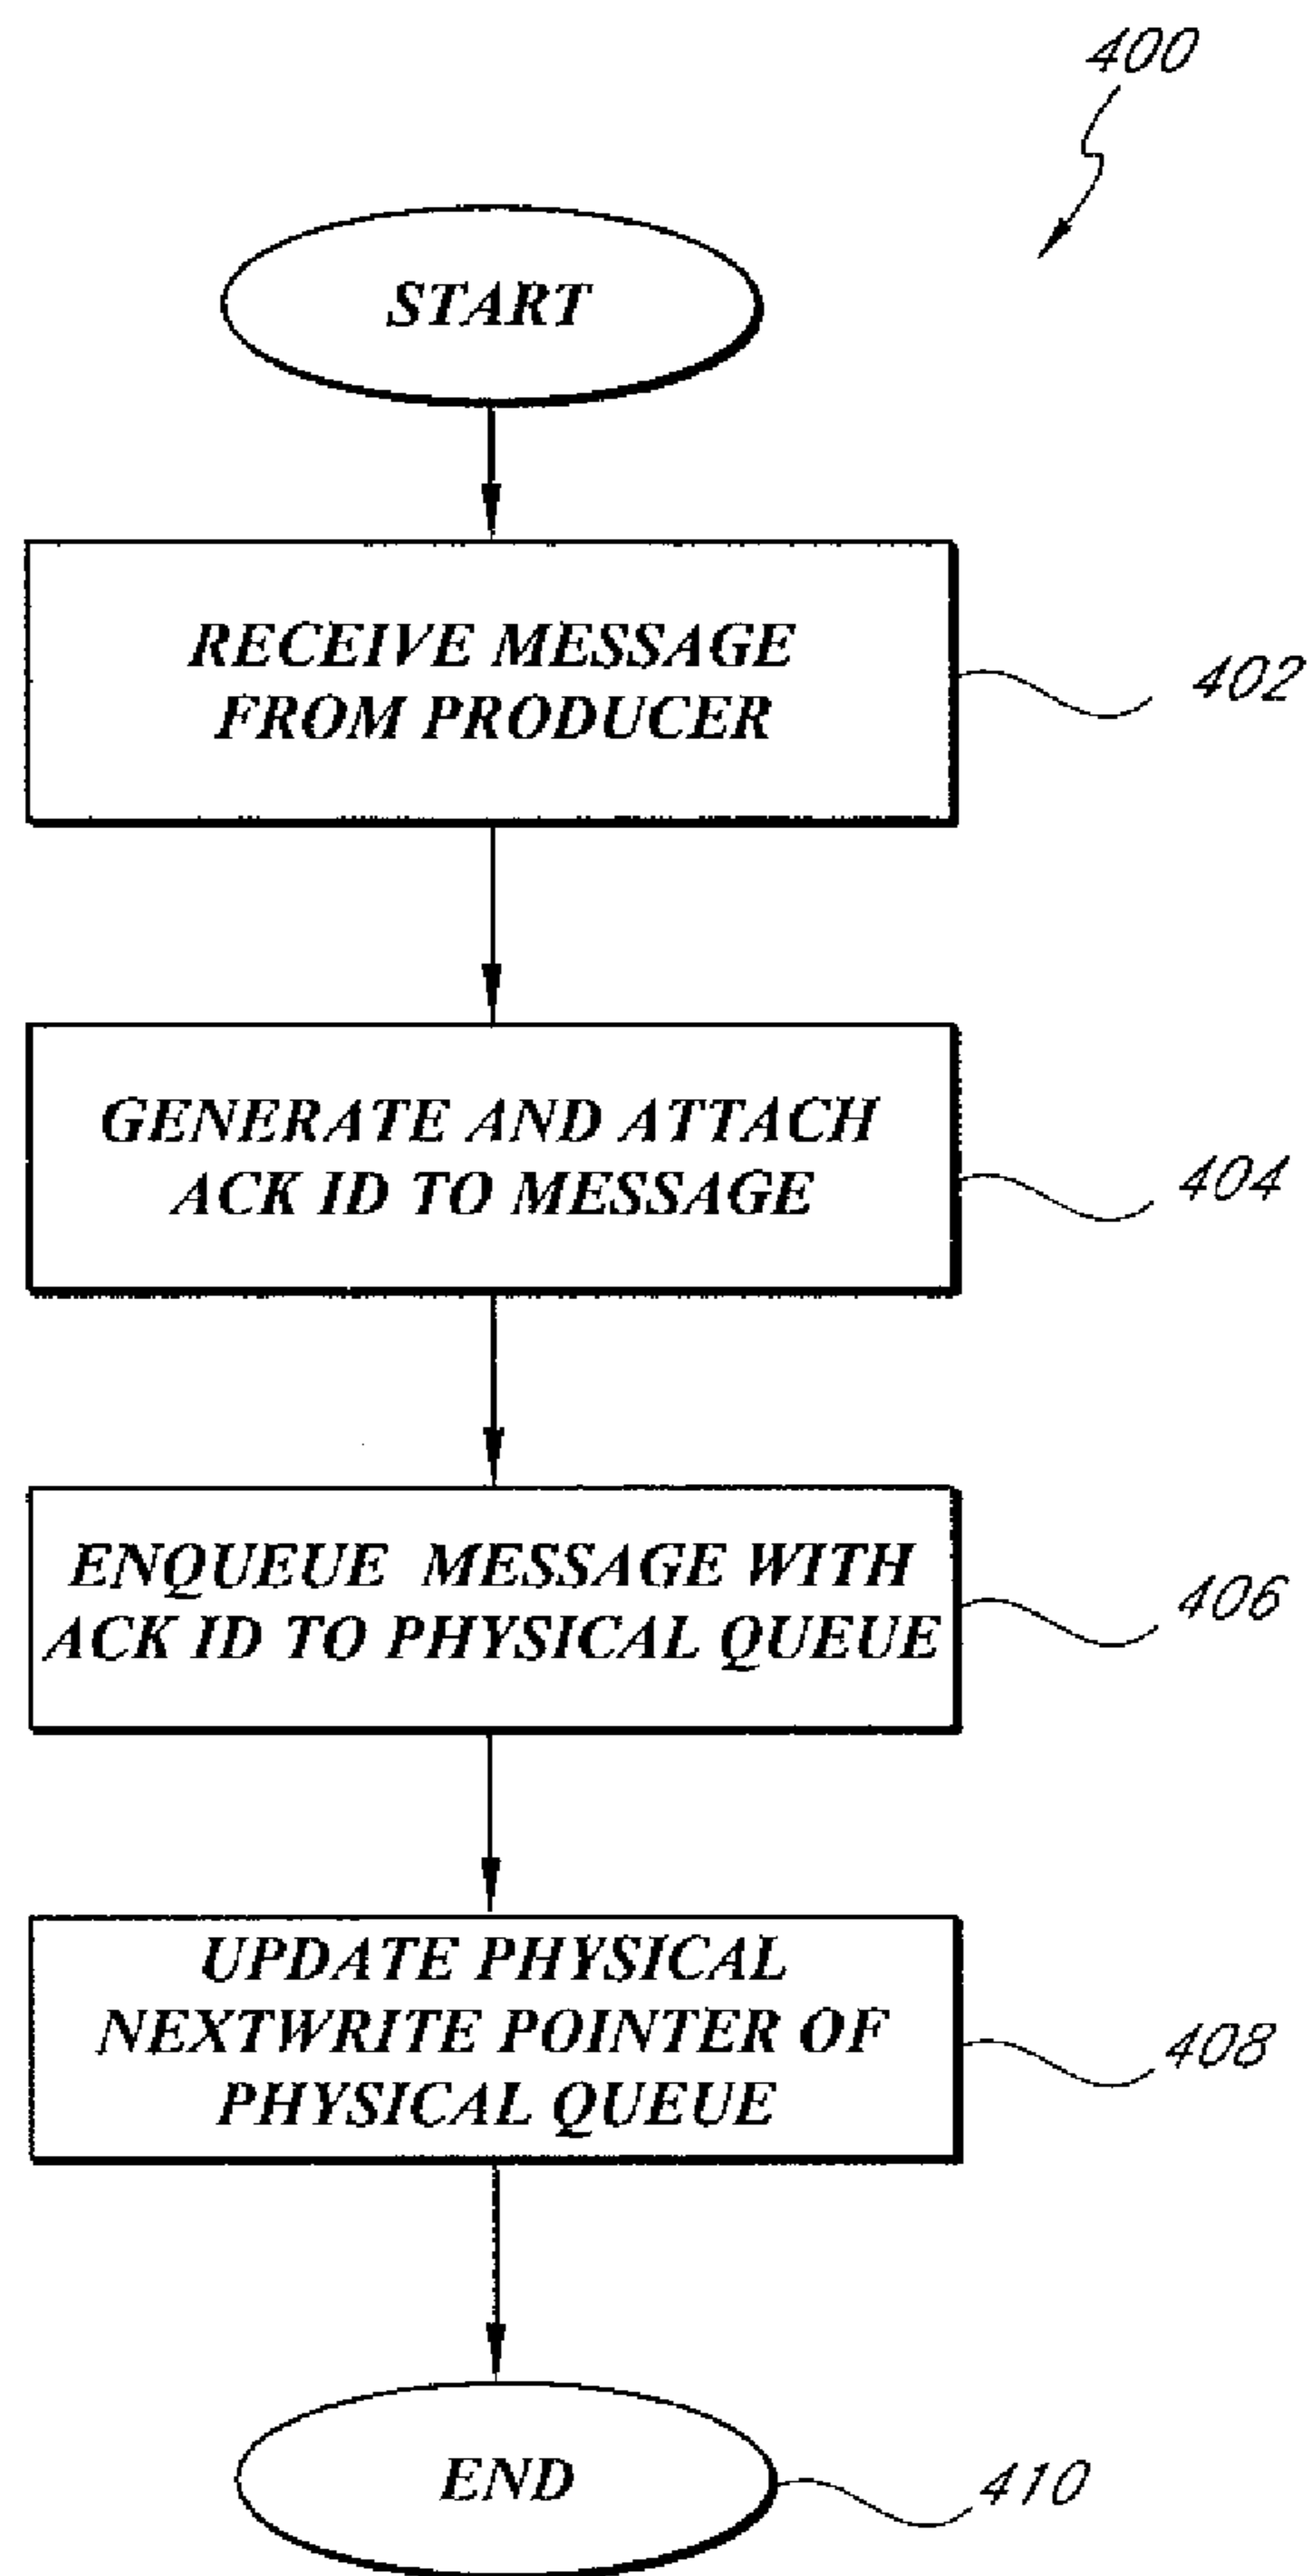 400
START
RECEIVE MESSAGE
FROM PRODUCER
402
GENERATE AND ATTACH
ACK ID TO MESSAGE
404
ENQUEUE MESSAGE WITH
ACK ID TO PHYSICAL QUEUE
406
UPDATE PHYSICAL
NEXTWRITE POINTER OF
PHYSICAL QUEUE
408
END
410